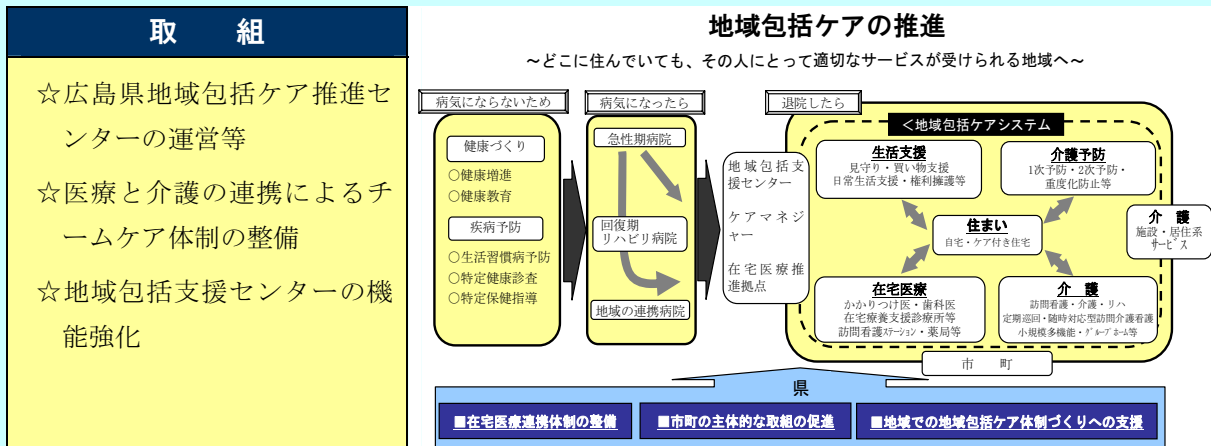 取　組
☆広島県地域包括ケア推進セ
ンターの運営等
☆医療と介護の連携によるチ
ームケア体制の整備
☆地域包括支援センターの機
能強化
地域包括ケアの推進
～どこに住んでいても、その人にとって適切なサービスが受けられる地域へ～
病気にならないため
健康づくり
○健康増進
○健康教育
疾病予防
○生活習慣病予防
○特定健康診査
○特定保健指導
病気になったら
急性期病院
回復期
リハビリ病院
地域の連携病院
退院したら
地域包括支
援センター
ケアマネジ
ャー
在宅医療推
進拠点
＜地域包括ケアシステム
生活支援
見守り・買い物支援
日常生活支援・権利擁護等
介護予防
1次予防・2次予防・
重度化防止等
住まい
自宅・ケア付き住宅
介　護
施設・居住系
サービス
在宅医療
かかりつけ医・歯科医
在宅療養支援診療所等
訪問看護ステーション・薬局等
介　護
訪問看護・介護・リハ
定期巡回・随時対応型訪問介護看護
小規模多機能・グループホーム等
市　町
県
■在宅医療連携体制の整備
■市町の主体的な取組の促進
■地域での地域包括ケア体制づくりへの支援